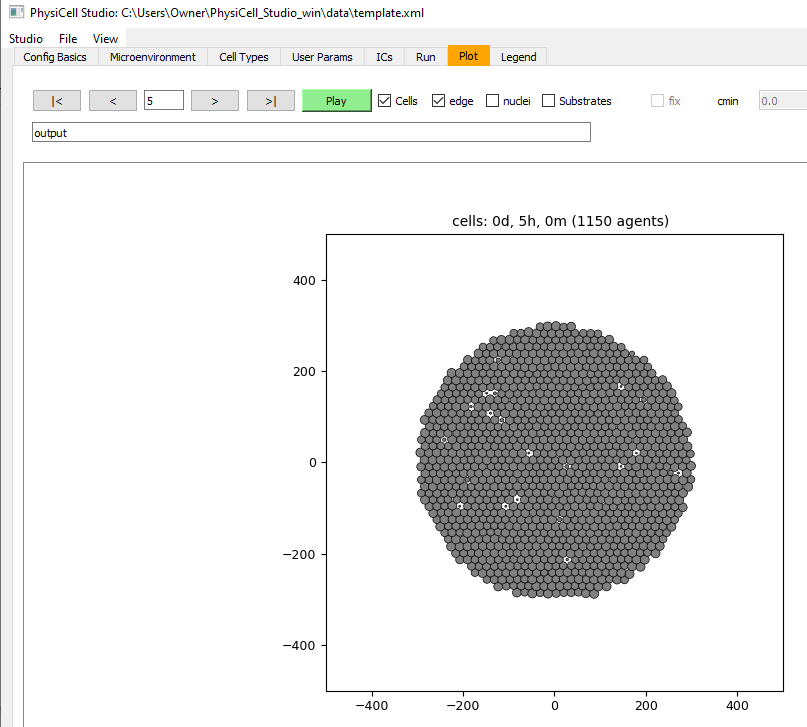 PhysiCell Studio: C:\Users\Owner\PhysiCell_Studio_win\data\template.xml
Studio File View
Config Basics Microenvironment Cell Types User Params ICs Run Plot Legend
|< < 5 > >| Play Cells edge nuclei Substrates fix cmin 0.0
output
cells: 0d, 5h, 0m (1150 agents)
400
200
0
−200
−400
−400 −200 0 200 400